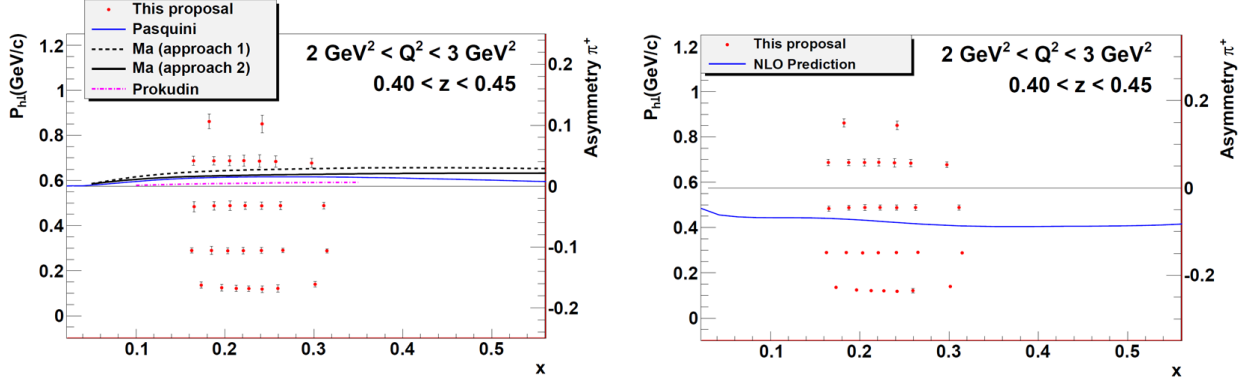 This proposal
Pasquini
Ma (approach 1)
Ma (approach 2)
Prokudin
2 GeV² < Q² < 3 GeV²
0.40 < z < 0.45
P_h⊥(GeV/c)
1.2
1
0.8
0.6
0.4
0.2
0
0.2
0.1
0
-0.1
-0.2
Asymmetry π⁺
0.1
0.2
0.3
0.4
0.5
x
This proposal
NLO Prediction
2 GeV² < Q² < 3 GeV²
0.40 < z < 0.45
P_h⊥(GeV/c)
1.2
1
0.8
0.6
0.4
0.2
0
0.2
0
-0.2
Asymmetry π⁺
0.1
0.2
0.3
0.4
0.5
x